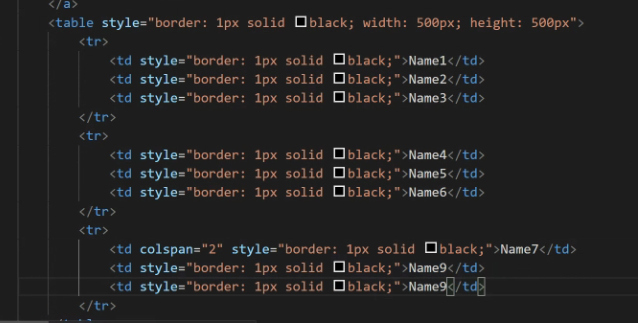 </a>
<table style="border: 1px solid black; width: 500px; height: 500px">
<tr>
<td style="border: 1px solid black;">Name1</td>
<td style="border: 1px solid black;">Name2</td>
<td style="border: 1px solid black;">Name3</td>
</tr>
<tr>
<td style="border: 1px solid black;">Name4</td>
<td style="border: 1px solid black;">Name5</td>
<td style="border: 1px solid black;">Name6</td>
</tr>
<tr>
<td colspan="2" style="border: 1px solid black;">Name7</td>
<td style="border: 1px solid black;">Name9</td>
<td style="border: 1px solid black;">Name9</td>
</tr>